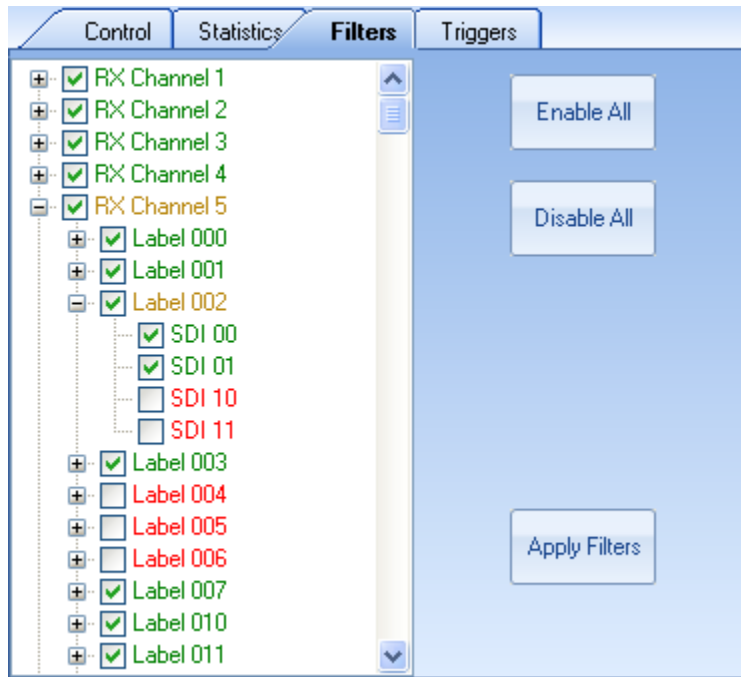 Control Statistics Filters Triggers
RX Channel 1
RX Channel 2
RX Channel 3
RX Channel 4
RX Channel 5
Label 000
Label 001
Label 002
SDI 00
SDI 01
SDI 10
SDI 11
Label 003
Label 004
Label 005
Label 006
Label 007
Label 010
Label 011
Enable All
Disable All
Apply Filters